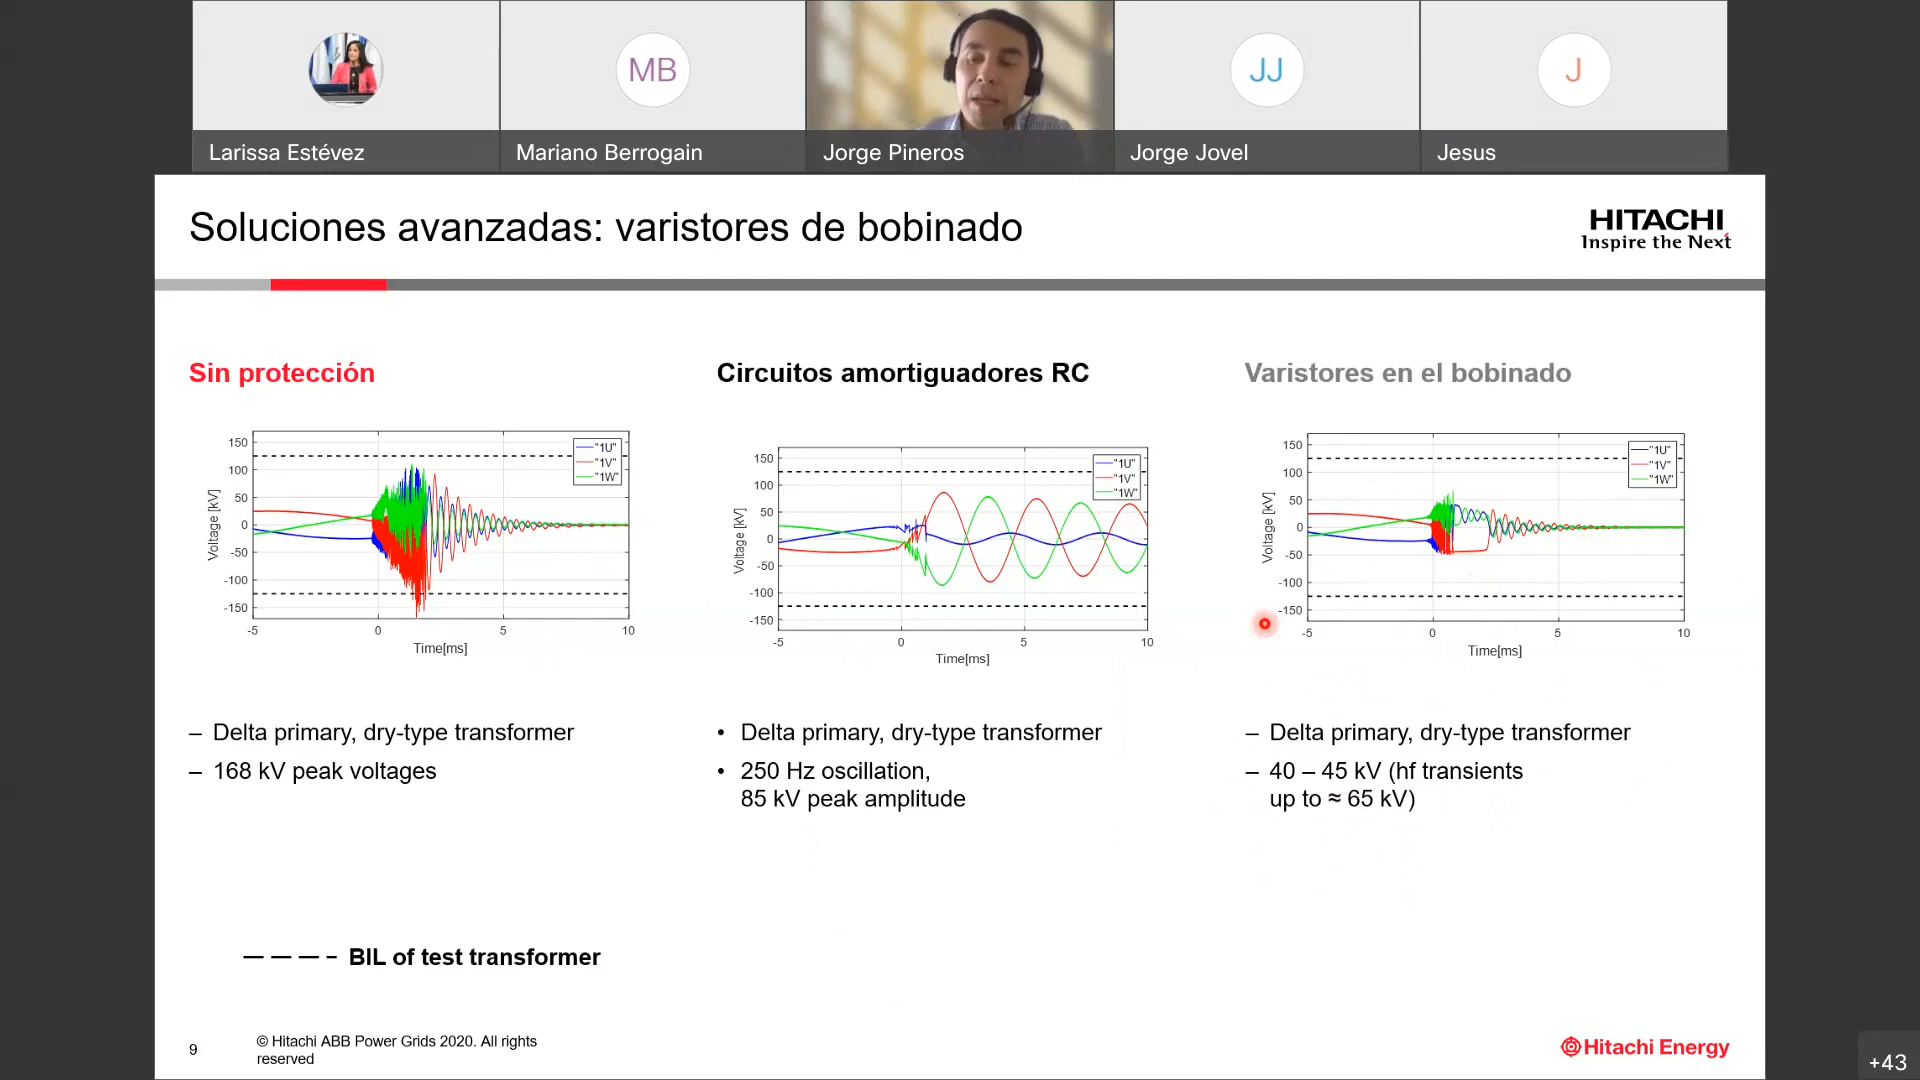 MB
JJ
J
Larissa Estévez
Mariano Berrogain
Jorge Pineros
Jorge Jovel
Jesus
Soluciones avanzadas: varistores de bobinado
HITACHI
Inspire the Next
Sin protección
Circuitos amortiguadores RC
Varistores en el bobinado
150
100
50
0
-50
-100
-150
Voltage [kV]
"1U"
"1V"
"1W"
-5
0
5
10
Time[ms]
150
100
50
0
-50
-100
-150
Voltage [kV]
"1U"
"1V"
"1W"
-5
0
5
10
Time[ms]
150
100
50
0
-50
-100
-150
Voltage [kV]
"1U"
"1V"
"1W"
-5
0
5
10
Time[ms]
– Delta primary, dry-type transformer
– 168 kV peak voltages
• Delta primary, dry-type transformer
• 250 Hz oscillation,
85 kV peak amplitude
– Delta primary, dry-type transformer
– 40 – 45 kV (hf transients
up to ≈ 65 kV)
BIL of test transformer
9
© Hitachi ABB Power Grids 2020. All rights
reserved
Hitachi Energy
+43